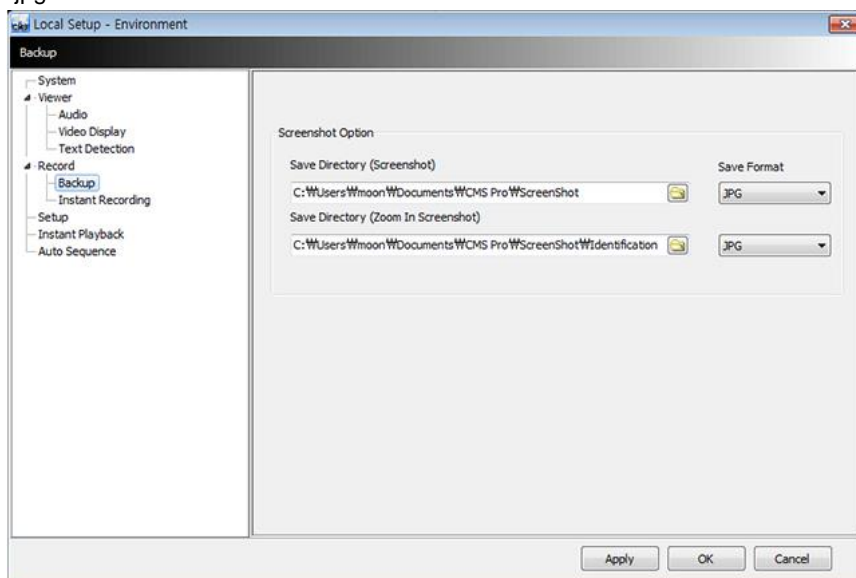 Local Setup - Environment
Backup
System
Viewer
Audio
Video Display
Text Detection
Record
Backup
Instant Recording
Setup
Instant Playback
Auto Sequence
Screenshot Option
Save Directory (Screenshot)
Save Format
C:₩Users₩moon₩Documents₩CMS Pro₩ScreenShot
JPG
Save Directory (Zoom In Screenshot)
C:₩Users₩moon₩Documents₩CMS Pro₩ScreenShot₩Identification
JPG
Apply
OK
Cancel